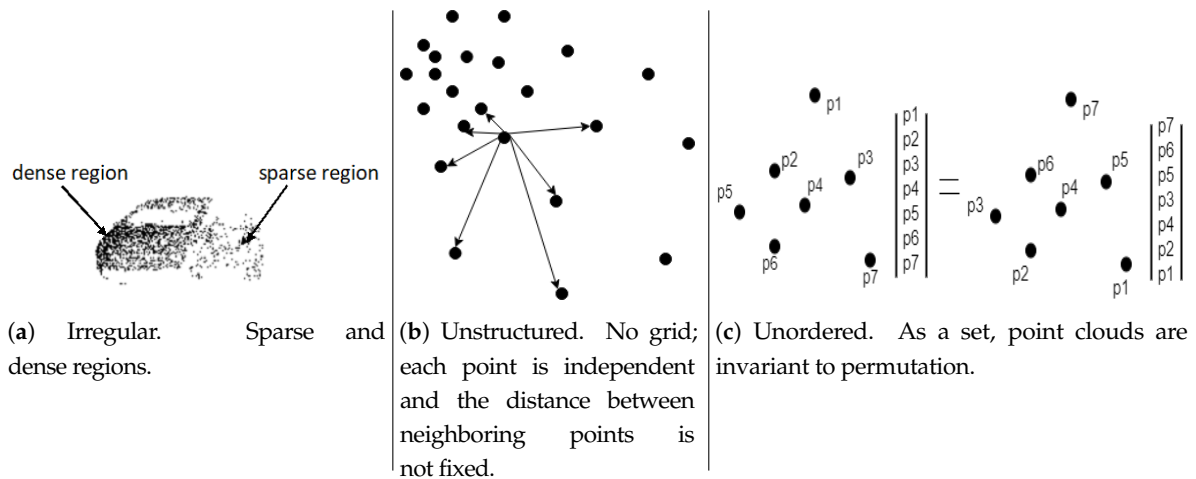 dense region
sparse region
(a) Irregular. Sparse and
dense regions.
(b) Unstructured. No grid;
each point is independent
and the distance between
neighboring points is
not fixed.
p1
p2
p3
p4
p5
p6
p7
p1
p2
p3
p4
p5
p6
p7
=
p7
p6
p5
p4
p3
p2
p1
p7
p6
p5
p3
p4
p2
p1
(c) Unordered. As a set, point clouds are
invariant to permutation.